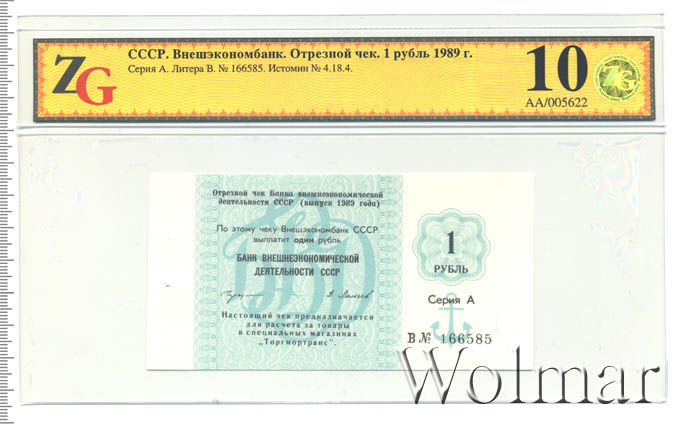 ZG
СССР. Внешэкономбанк. Отрезной чек. 1 рубль 1989 г.
Серия А. Литера В. № 166585. Истомин № 4.18.4.
10
AA/005622
ZG
Отрезной чек Банка внешнеэкономической
деятельности СССР (выпуск 1989 года)
По этому чеку Внешэкономбанк СССР
выплатит один рубль
БАНК ВНЕШНЕЭКОНОМИЧЕСКОЙ
ДЕЯТЕЛЬНОСТИ СССР
Настоящий чек предназначается
для расчета за товары
в специальных магазинах
„Торгмортранс".
1
РУБЛЬ
Серия А
В № 166585
Wolmar